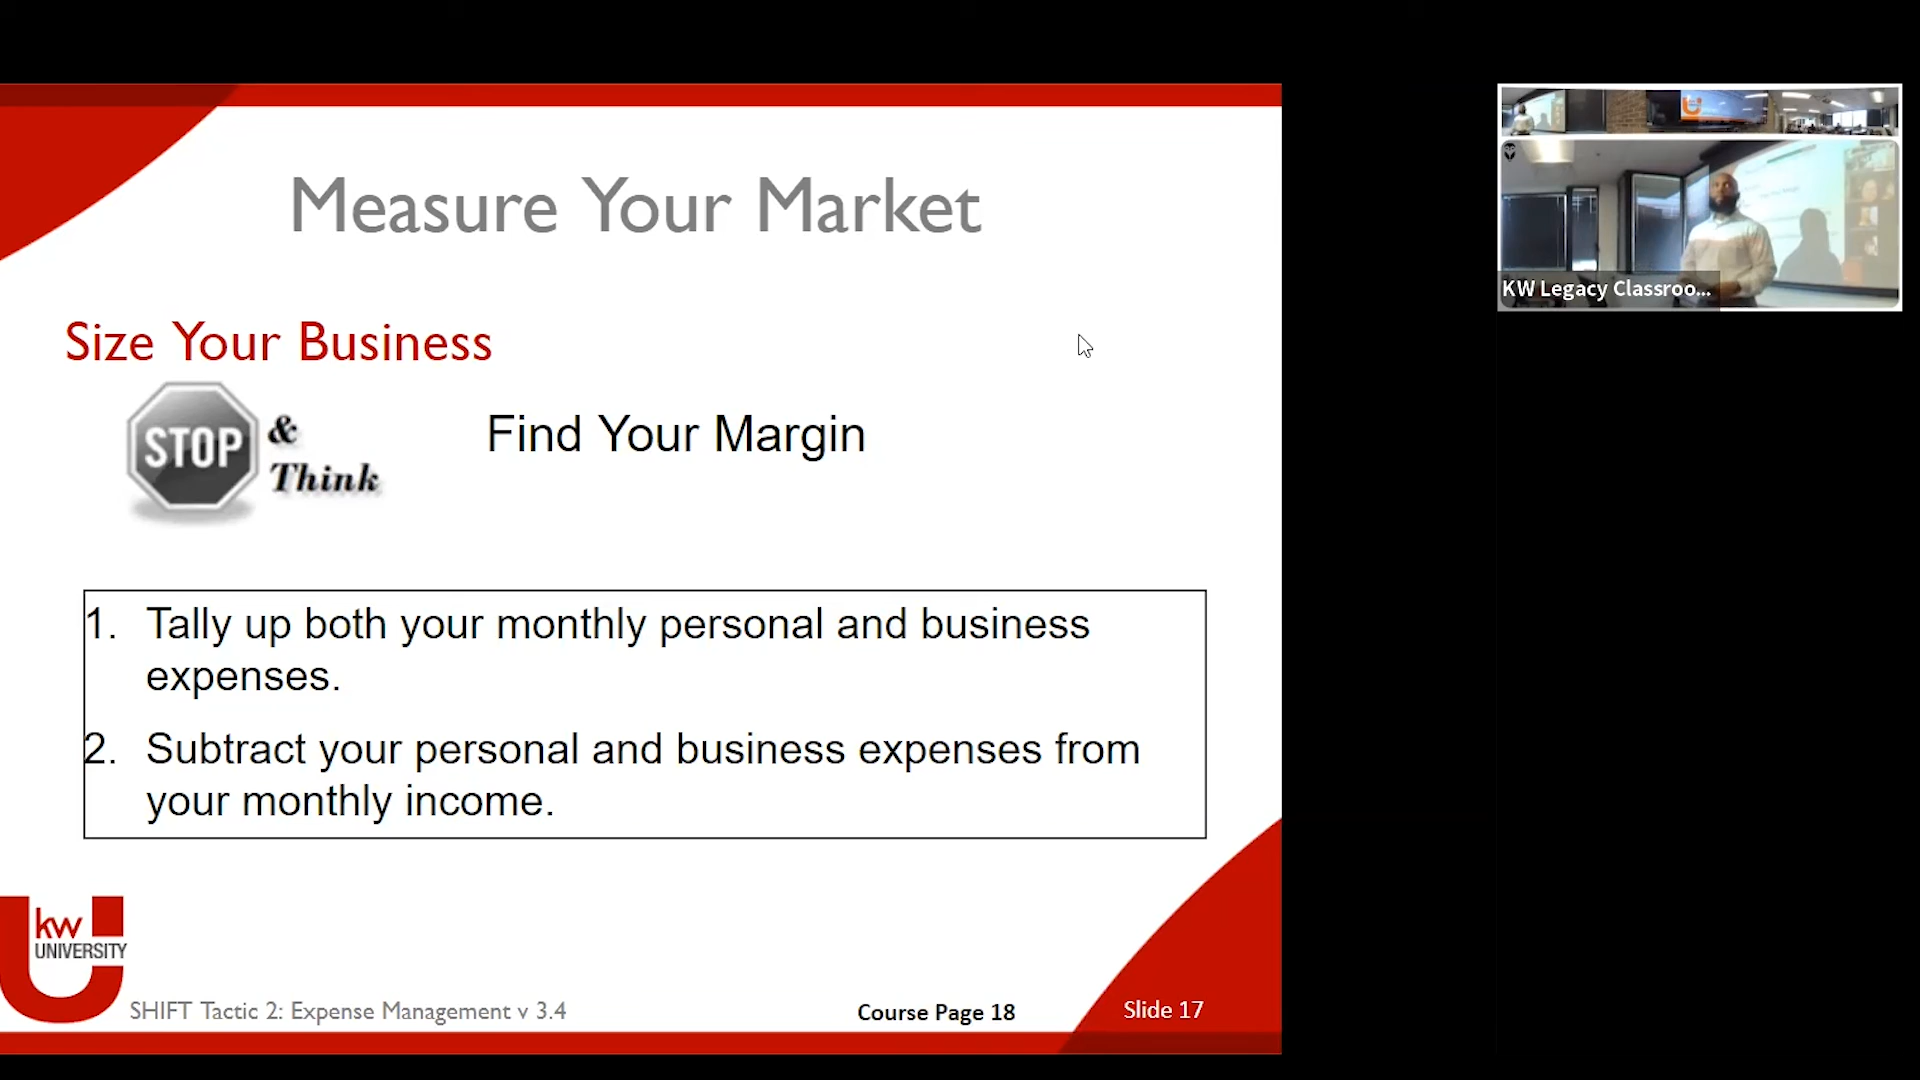 Measure Your Market
Size Your Business
STOP
&
Think
Find Your Margin
1. Tally up both your monthly personal and business
expenses.
2. Subtract your personal and business expenses from
your monthly income.
kw
UNIVERSITY
SHIFT Tactic 2: Expense Management v 3.4
Course Page 18
Slide 17
KW Legacy Classroo...